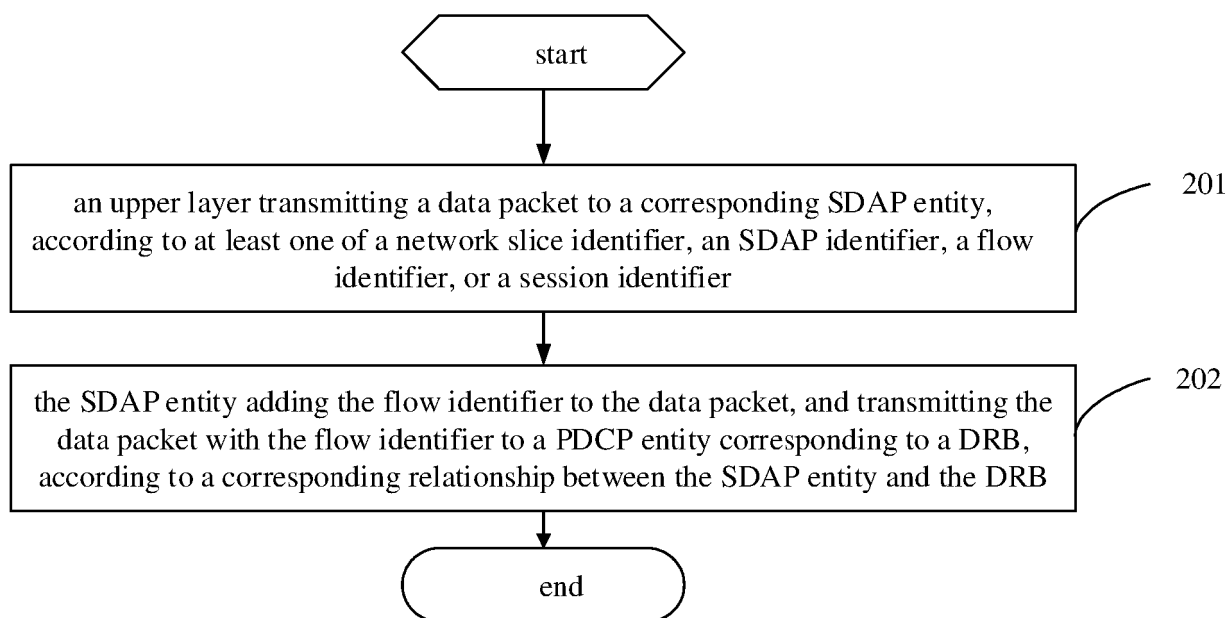 start
an upper layer transmitting a data packet to a corresponding SDAP entity,
according to at least one of a network slice identifier, an SDAP identifier, a flow
identifier, or a session identifier
201
the SDAP entity adding the flow identifier to the data packet, and transmitting the
data packet with the flow identifier to a PDCP entity corresponding to a DRB,
according to a corresponding relationship between the SDAP entity and the DRB
202
end